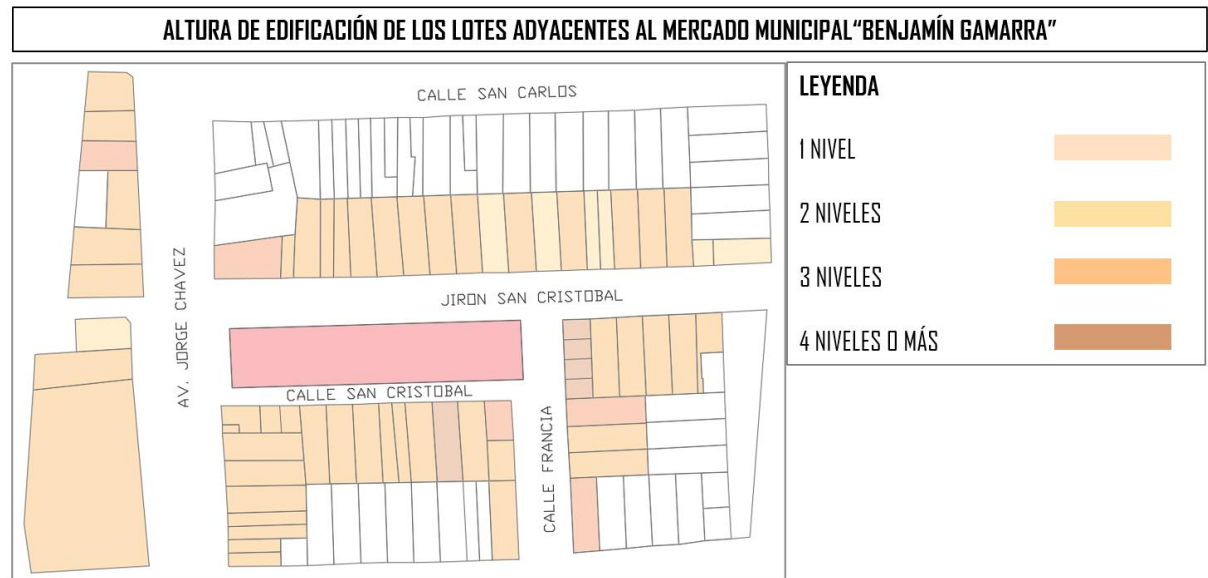 ALTURA DE EDIFICACIÓN DE LOS LOTES ADYACENTES AL MERCADO MUNICIPAL“BENJAMÍN GAMARRA”
CALLE SAN CARLOS
AV. JORGE CHAVEZ
JIRON SAN CRISTOBAL
CALLE SAN CRISTOBAL
CALLE FRANCIA
LEYENDA
1 NIVEL
2 NIVELES
3 NIVELES
4 NIVELES O MÁS